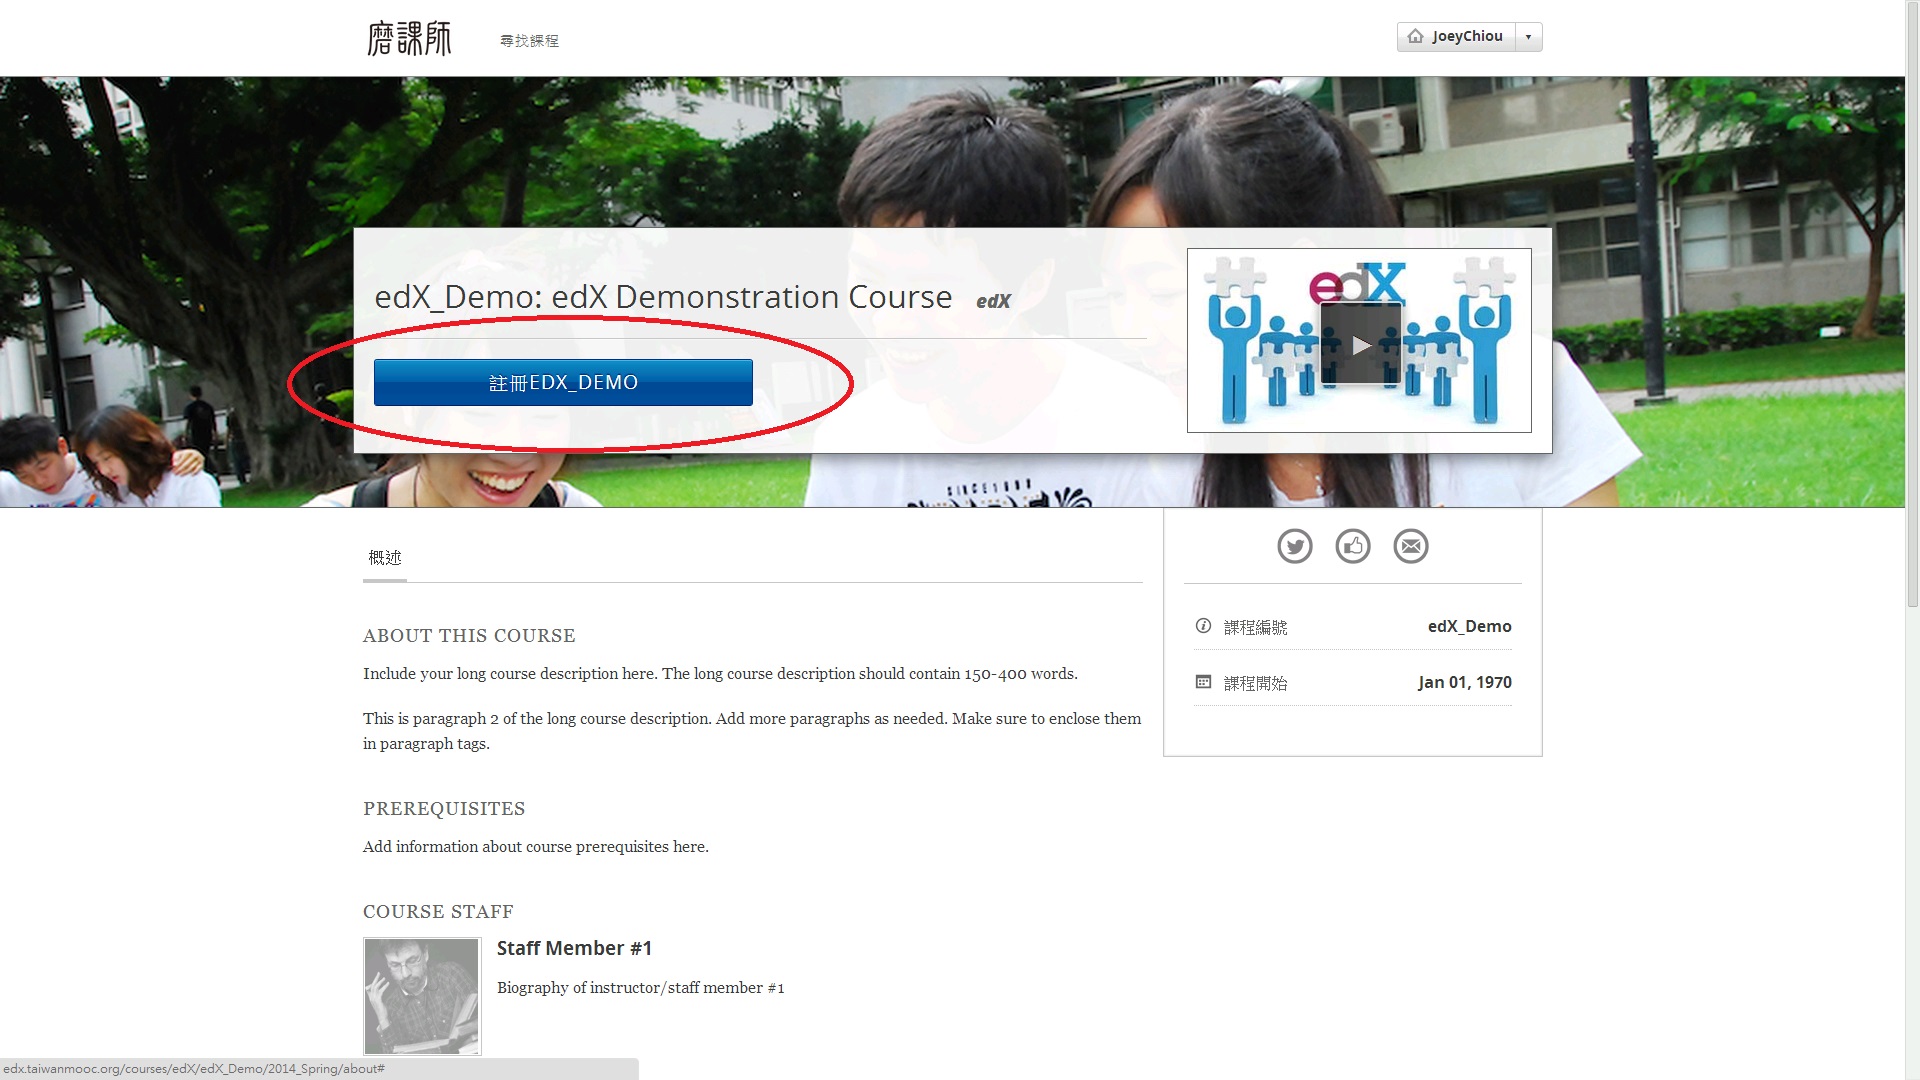 磨課師
尋找課程
JoeyChiou
edX_Demo: edX Demonstration Course edX
註冊EDX_DEMO
edX
SINCE1988
概述
ABOUT THIS COURSE
Include your long course description here. The long course description should contain 150-400 words.
This is paragraph 2 of the long course description. Add more paragraphs as needed. Make sure to enclose them
in paragraph tags.
PREREQUISITES
Add information about course prerequisites here.
COURSE STAFF
Staff Member #1
Biography of instructor/staff member #1
課程編號 edX_Demo
課程開始 Jan 01, 1970
edx.taiwanmooc.org/courses/edX/edX_Demo/2014_Spring/about#